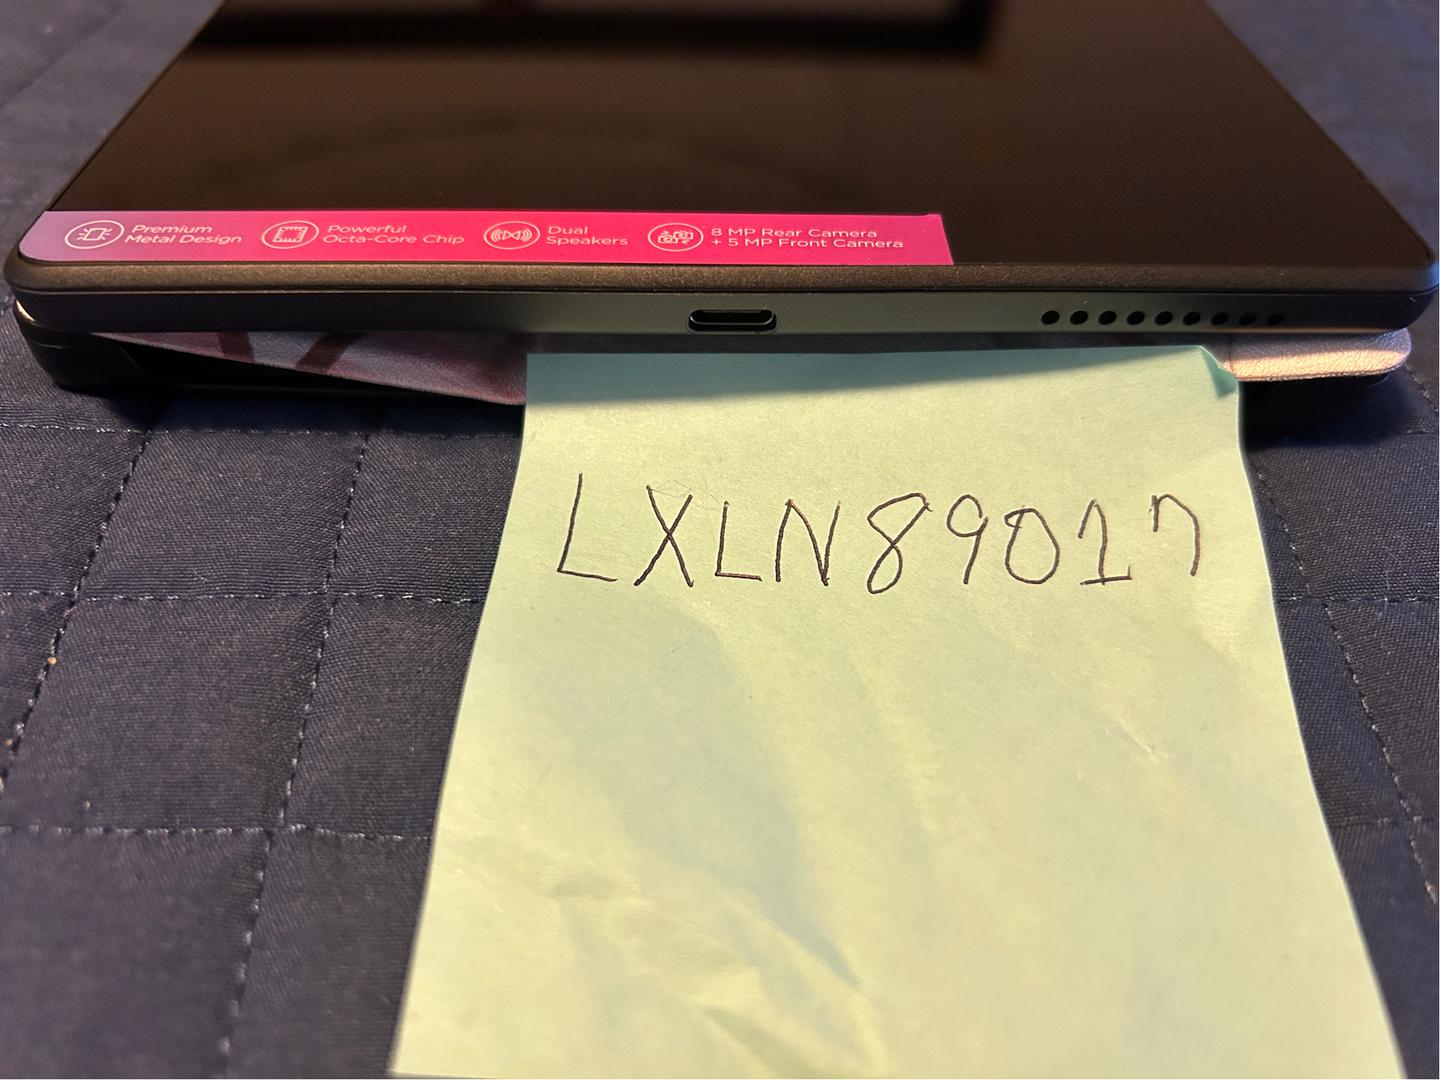 Premium
Metal Design
Powerful
Octa-Core Chip
Dual
Speakers
8 MP Rear Camera
+ 5 MP Front Camera
LXLN89017